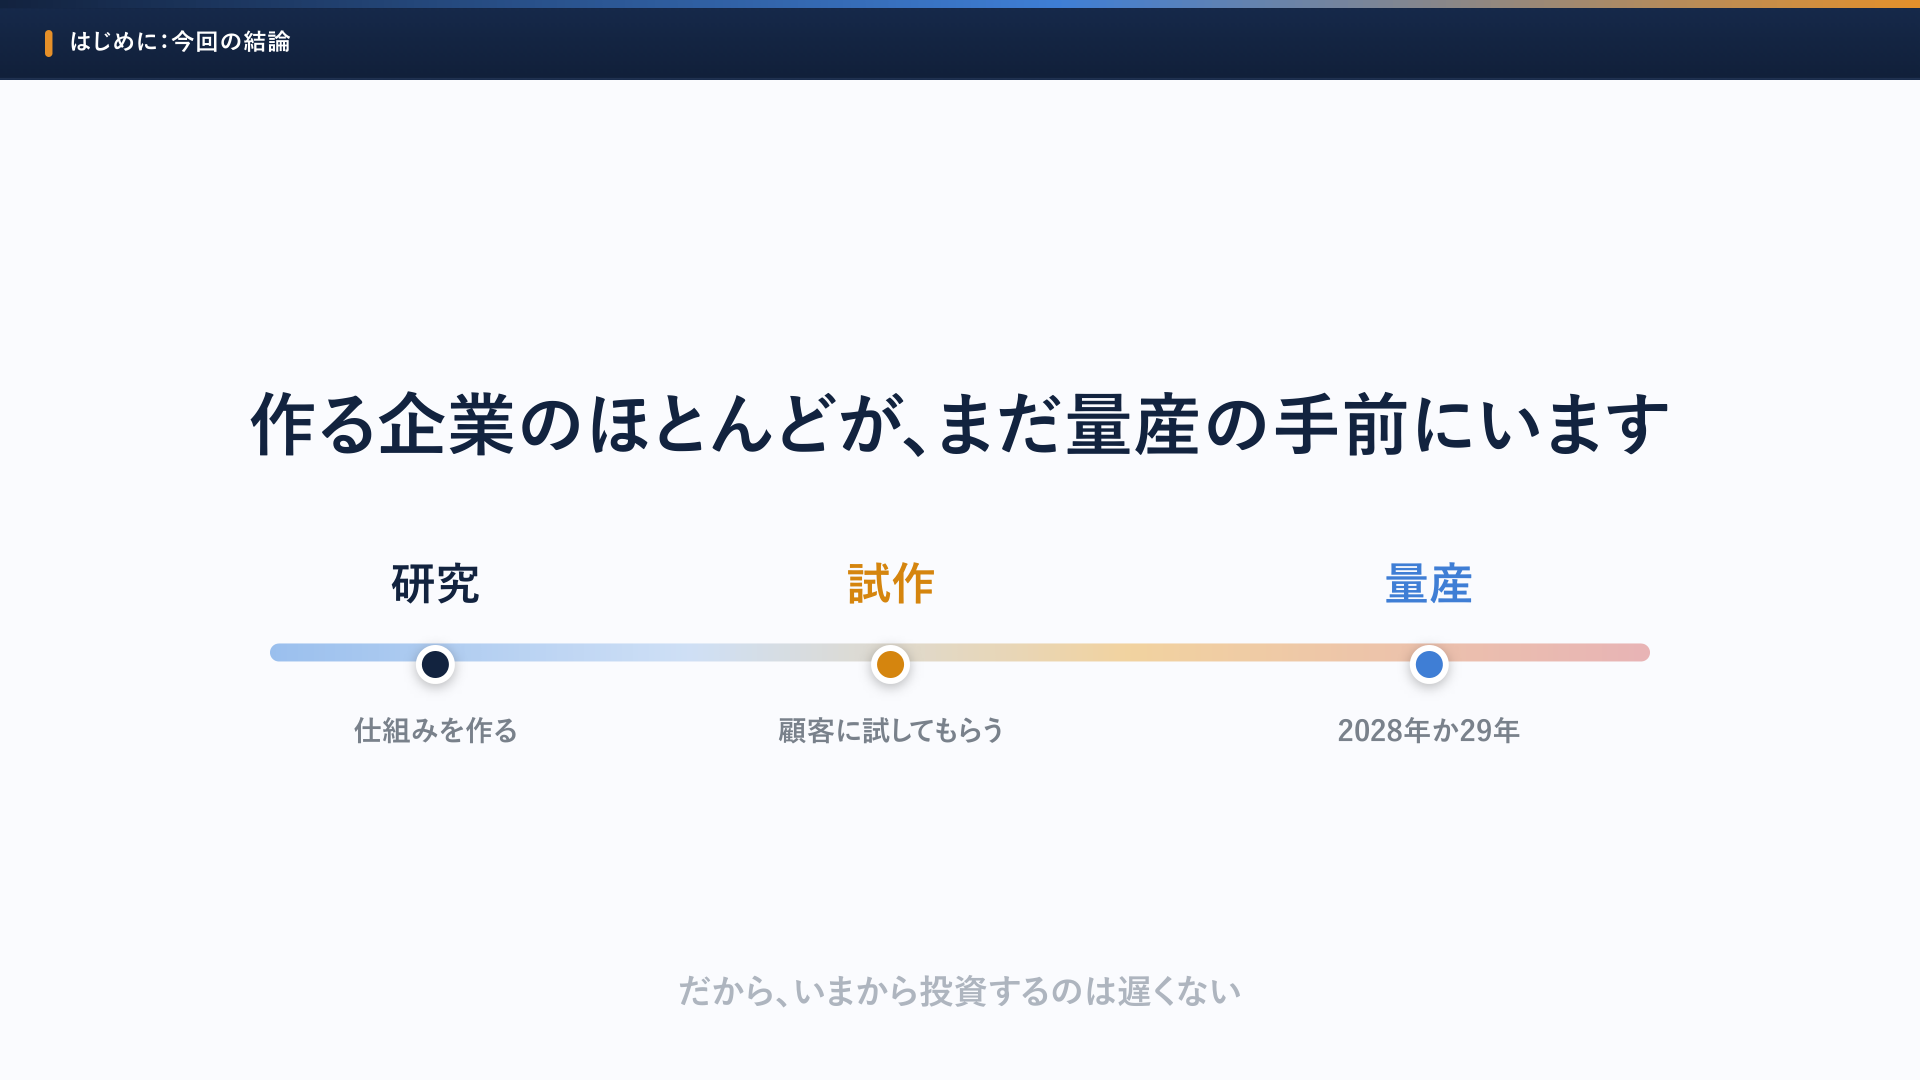 はじめに：今回の結論
作る企業のほとんどが、まだ量産の手前にいます
研究
試作
量産
仕組みを作る
顧客に試してもらう
2028年か29年
だから、いまから投資するのは遅くない